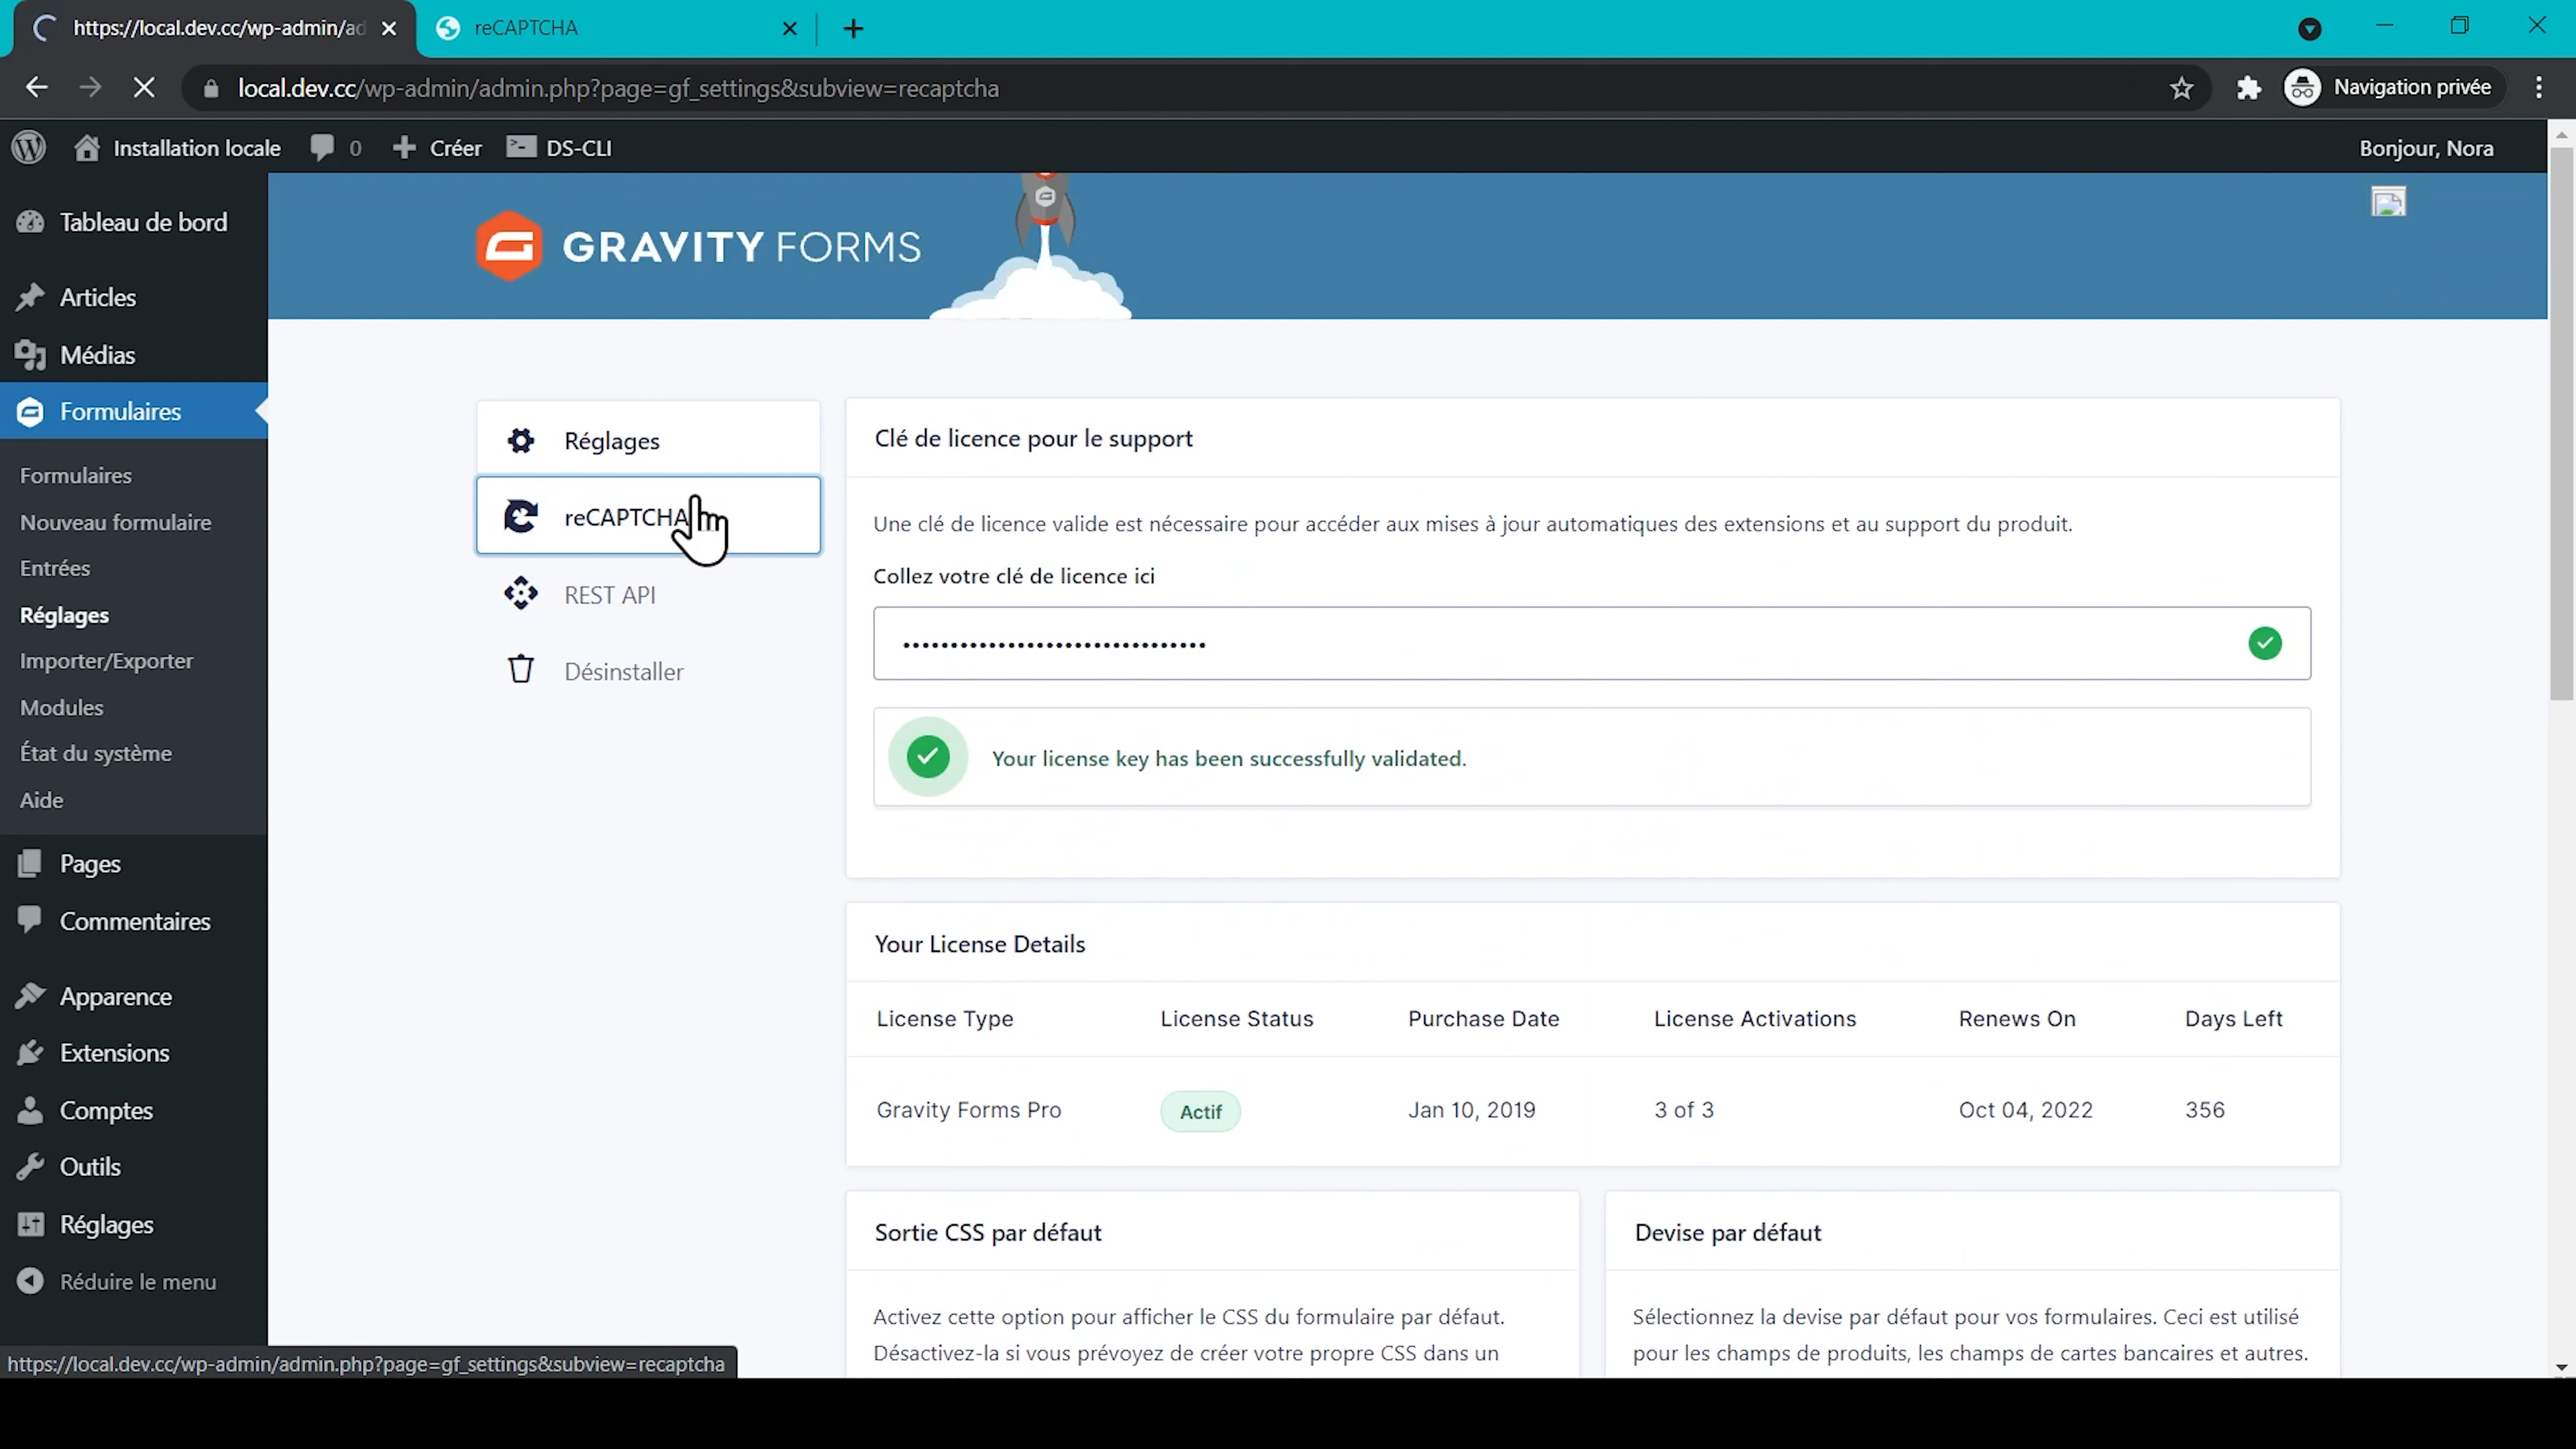 https://local.dev.cc/wp-admin/ad
reCAPTCHA
local.dev.cc/wp-admin/admin.php?page=gf_settings&subview=recaptcha
Navigation privée
Installation locale
0
Créer
DS-CLI
Bonjour, Nora
Tableau de bord
Articles
Médias
Formulaires
Formulaires
Nouveau formulaire
Entrées
Réglages
Importer/Exporter
Modules
État du système
Aide
Pages
Commentaires
Apparence
Extensions
Comptes
Outils
Réglages
Réduire le menu
GRAVITY FORMS
Réglages
reCAPTCHA
REST API
Désinstaller
Clé de licence pour le support
Une clé de licence valide est nécessaire pour accéder aux mises à jour automatiques des extensions et au support du produit.
Collez votre clé de licence ici
Your license key has been successfully validated.
Your License Details
License Type License Status Purchase Date License Activations Renews On Days Left
Gravity Forms Pro Actif Jan 10, 2019 3 of 3 Oct 04, 2022 356
Sortie CSS par défaut
Activez cette option pour afficher le CSS du formulaire par défaut.
Désactivez-la si vous prévoyez de créer votre propre CSS dans un
Devise par défaut
Sélectionnez la devise par défaut pour vos formulaires. Ceci est utilisé
pour les champs de produits, les champs de cartes bancaires et autres.
https://local.dev.cc/wp-admin/admin.php?page=gf_settings&subview=recaptcha